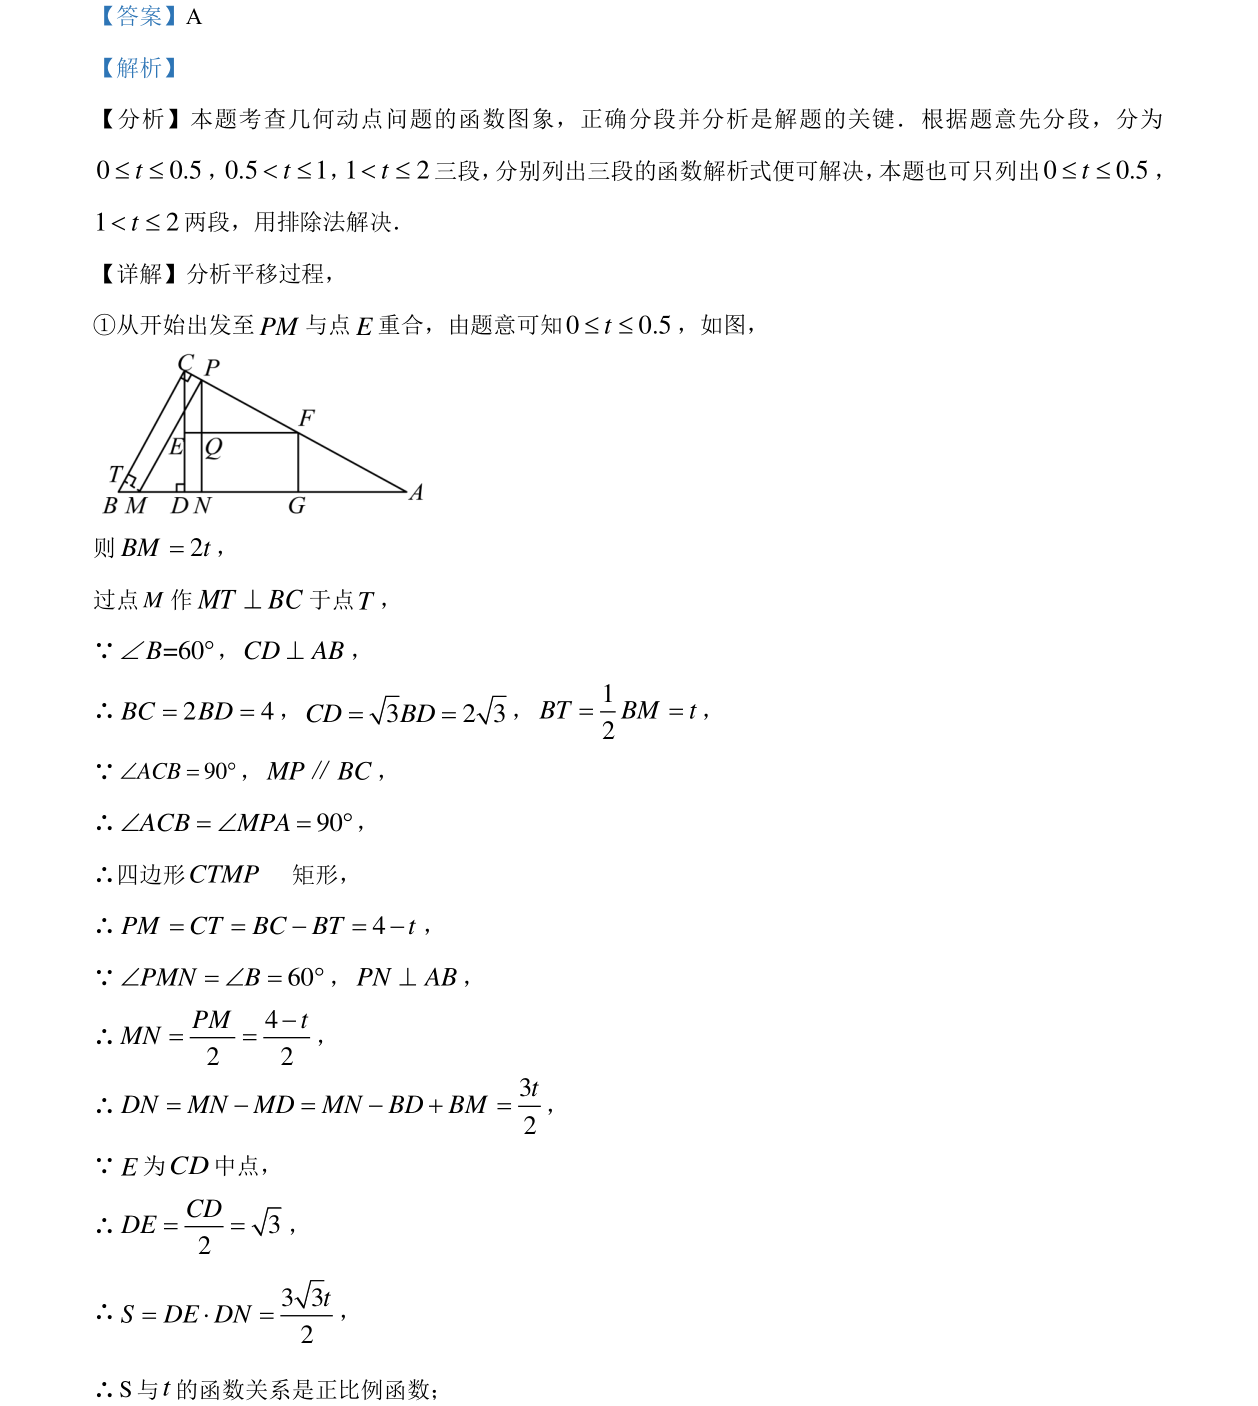 【答案】A
【解析】
【分析】本题考查几何动点问题的函数图象，正确分段并分析是解题的关键．根据题意先分段，分为
0≤t≤0.5，0.5<t≤1，1<t≤2三段，分别列出三段的函数解析式便可解决，本题也可只列出0≤t≤0.5，
1<t≤2两段，用排除法解决．
【详解】分析平移过程，
①从开始出发至PM与点E重合，由题意可知0≤t≤0.5，如图，
C P
F
E Q
T
B M D N G A
则BM=2t，
过点M作MT⊥BC于点T，
∵∠B=60°，CD⊥AB，
∴BC=2BD=4，CD=√3BD=2√3，BT=1/2BM=t，
∵∠ACB=90°，MP∥BC，
∴∠ACB=∠MPA=90°，
∴四边形CTMP 矩形，
∴PM=CT=BC−BT=4−t，
∵∠PMN=∠B=60°，PN⊥AB，
∴MN=PM/2=(4−t)/2，
∴DN=MN−MD=MN−BD+BM=3t/2，
∵E为CD中点，
∴DE=CD/2=√3，
∴S=DE·DN=3√3t/2，
∴S与t的函数关系是正比例函数；